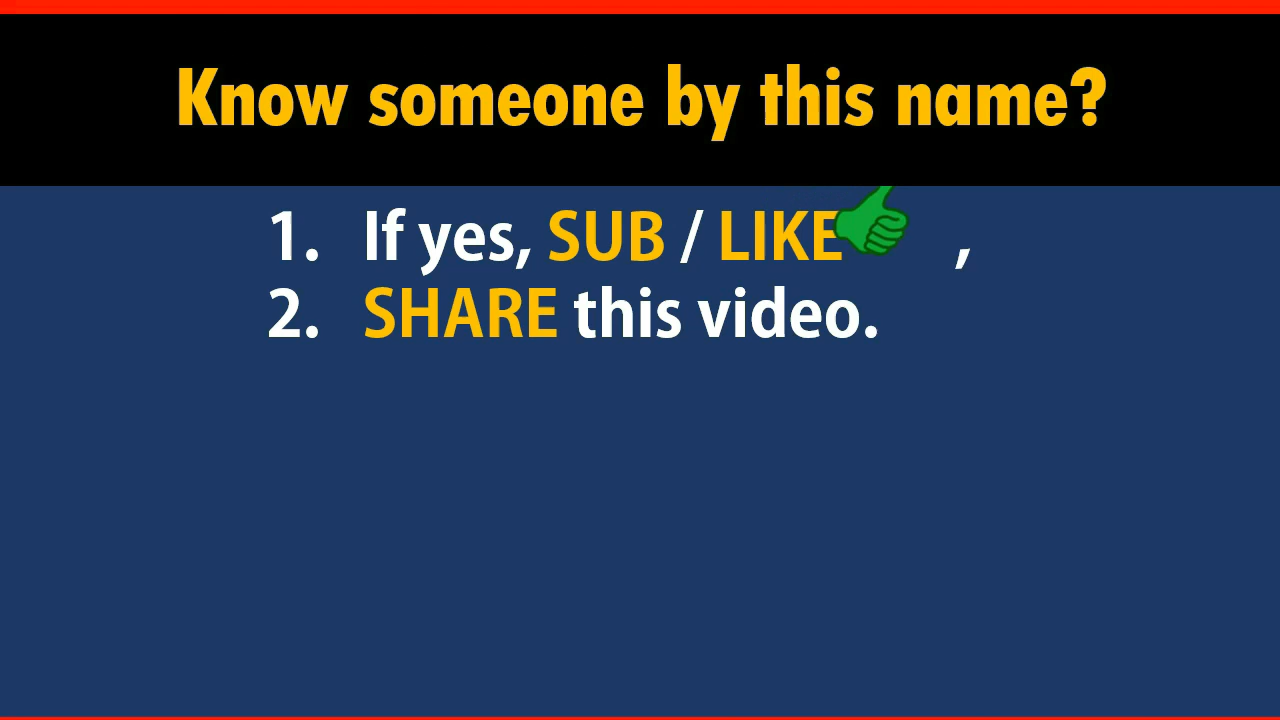 Know someone by this name?
1. If yes, SUB / LIKE ,
2. SHARE this video.